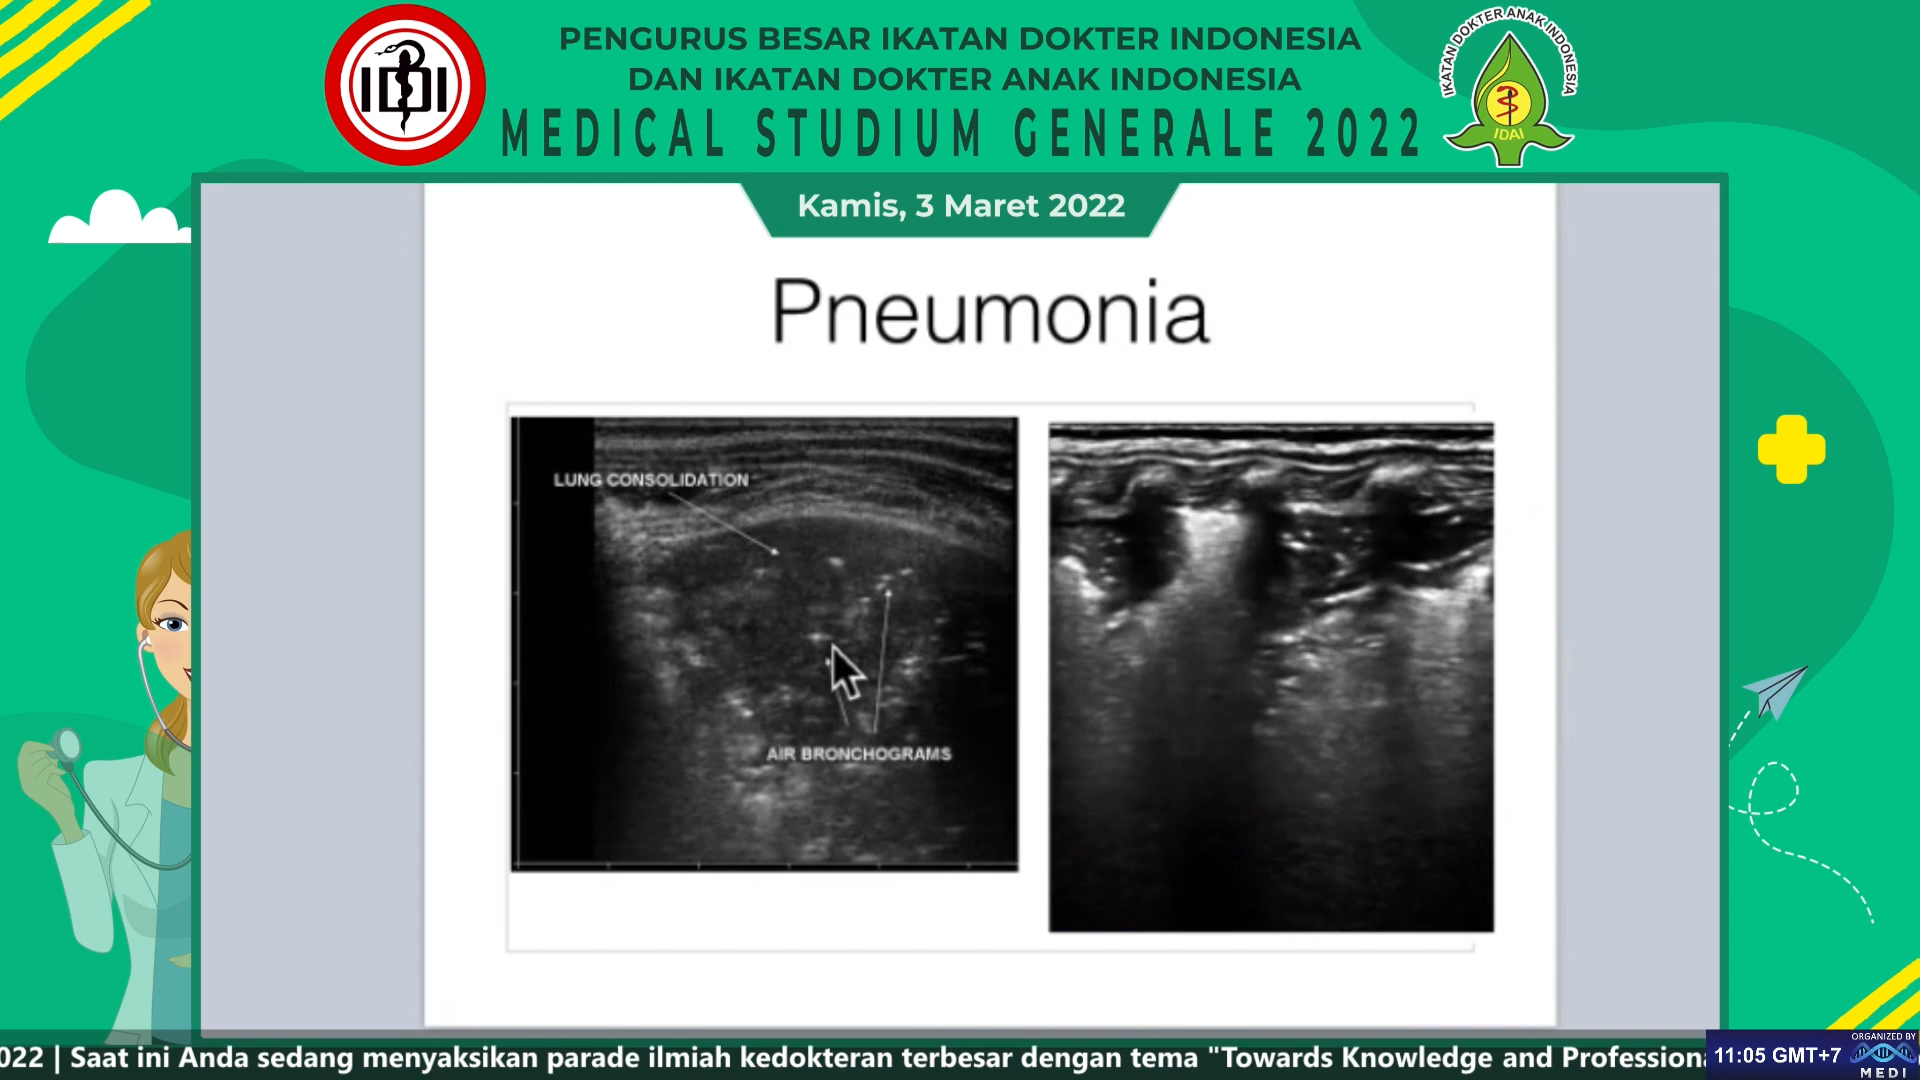 PENGURUS BESAR IKATAN DOKTER INDONESIA
DAN IKATAN DOKTER ANAK INDONESIA
MEDICAL STUDIUM GENERALE 2022
IDI
IKATAN DOKTER ANAK INDONESIA
IDAI
Kamis, 3 Maret 2022
Pneumonia
LUNG CONSOLIDATION
AIR BRONCHOGRAMS
022 | Saat ini Anda sedang menyaksikan parade ilmiah kedokteran terbesar dengan tema "Towards Knowledge and Professiona
11:05 GMT+7
ORGANIZED BY
MEDI